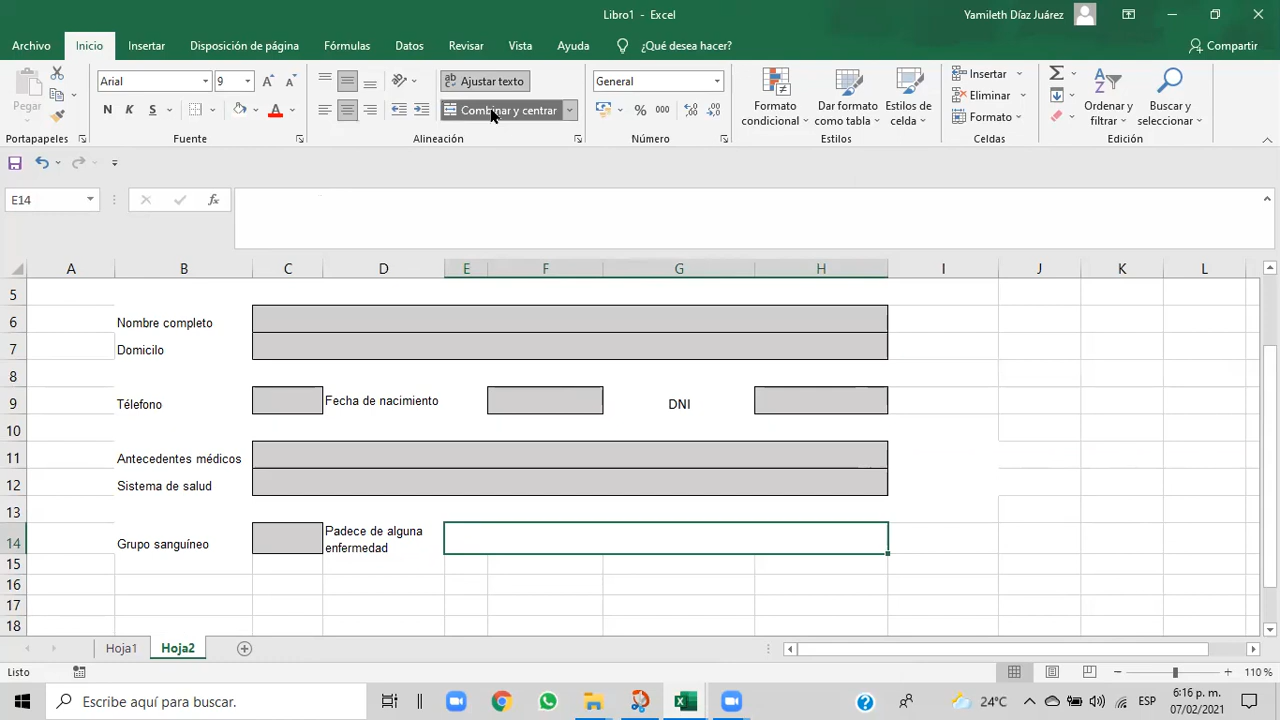 Libro1 - Excel
Yamileth Díaz Juárez
Archivo Inicio Insertar Disposición de página Fórmulas Datos Revisar Vista Ayuda ¿Qué desea hacer? Compartir
Pegar
Arial 9
N K S
Ajustar texto
Combinar y centrar
General
% 000
Formato condicional
Dar formato como tabla
Estilos de celda
Insertar
Eliminar
Formato
Ordenar y filtrar
Buscar y seleccionar
Portapapeles Fuente Alineación Número Estilos Celdas Edición
E14 fx
A B C D E F G H I J K L
5
6 Nombre completo
7 Domicilo
8
9 Télefono Fecha de nacimiento DNI
10
11 Antecedentes médicos
12 Sistema de salud
13
14 Grupo sanguíneo Padece de alguna enfermedad
15
16
17
18
Hoja1 Hoja2
Listo 110 %
Escribe aquí para buscar. 24°C ESP 6:16 p. m.
07/02/2021